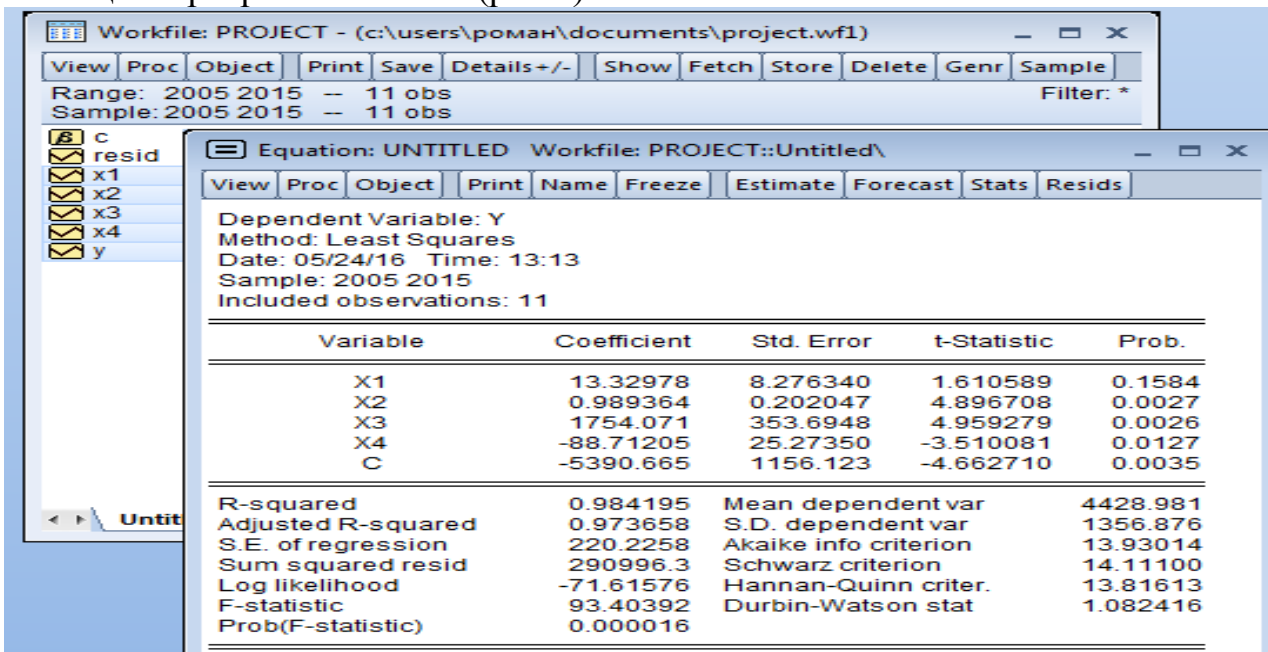 Workfile: PROJECT - (c:\users\роман\documents\project.wf1)
View Proc Object Print Save Details+/- Show Fetch Store Delete Genr Sample
Range: 2005 2015 -- 11 obs Filter: *
Sample: 2005 2015 -- 11 obs
c
resid
x1
x2
x3
x4
y
Equation: UNTITLED Workfile: PROJECT::Untitled\
View Proc Object Print Name Freeze Estimate Forecast Stats Resids
Dependent Variable: Y
Method: Least Squares
Date: 05/24/16 Time: 13:13
Sample: 2005 2015
Included observations: 11
Variable Coefficient Std. Error t-Statistic Prob.
X1 13.32978 8.276340 1.610589 0.1584
X2 0.989364 0.202047 4.896708 0.0027
X3 1754.071 353.6948 4.959279 0.0026
X4 -88.71205 25.27350 -3.510081 0.0127
C -5390.665 1156.123 -4.662710 0.0035
R-squared 0.984195 Mean dependent var 4428.981
Adjusted R-squared 0.973658 S.D. dependent var 1356.876
S.E. of regression 220.2258 Akaike info criterion 13.93014
Sum squared resid 290996.3 Schwarz criterion 14.11100
Log likelihood -71.61576 Hannan-Quinn criter. 13.81613
F-statistic 93.40392 Durbin-Watson stat 1.082416
Prob(F-statistic) 0.000016
Untit